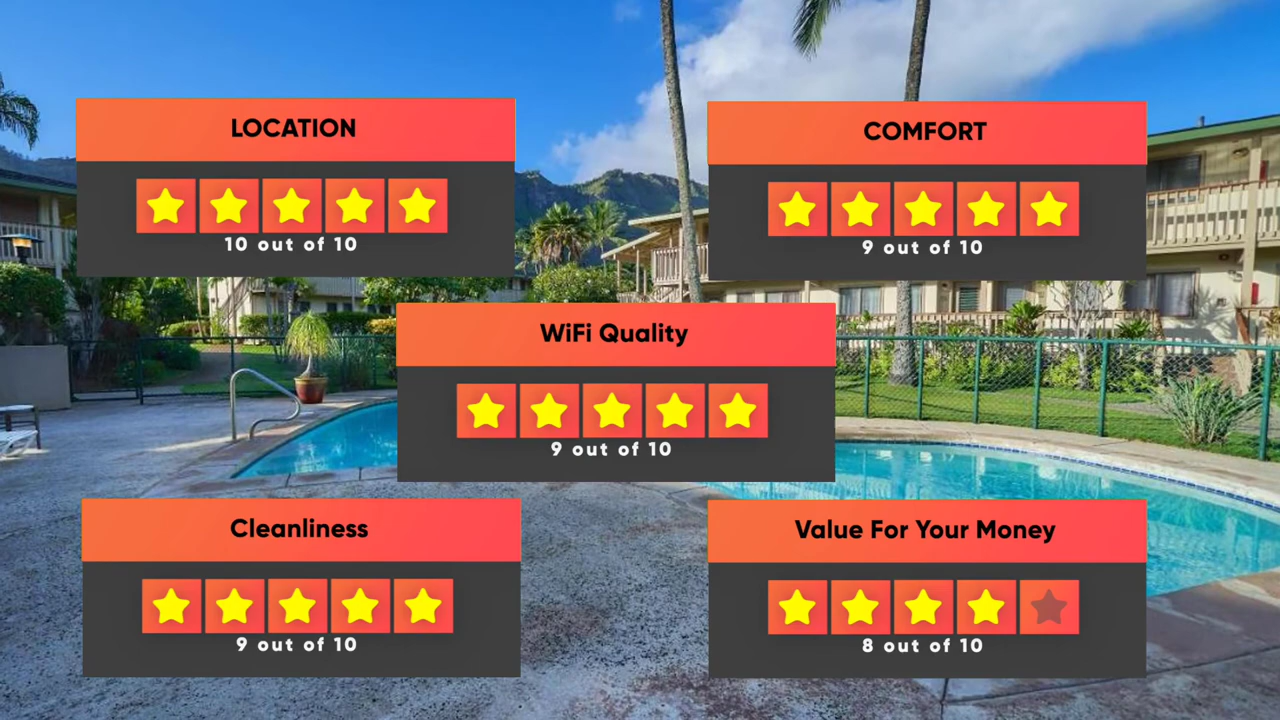 LOCATION
10 out of 10
COMFORT
9 out of 10
WiFi Quality
9 out of 10
Cleanliness
9 out of 10
Value For Your Money
8 out of 10